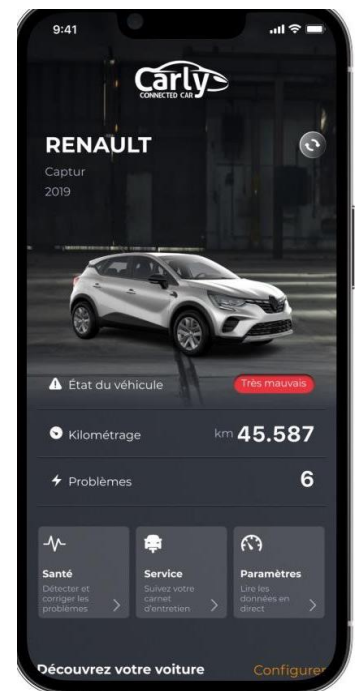 9:41
Carly
CONNECTED CAR
RENAULT
Captur
2019
État du véhicule Très mauvais
Kilométrage km 45.587
Problèmes 6
Santé
Détecter et
corriger les
problèmes
Service
Suivez votre
carnet
d'entretien
Paramètres
Lire les
données en
direct
Découvrez votre voiture Configurer